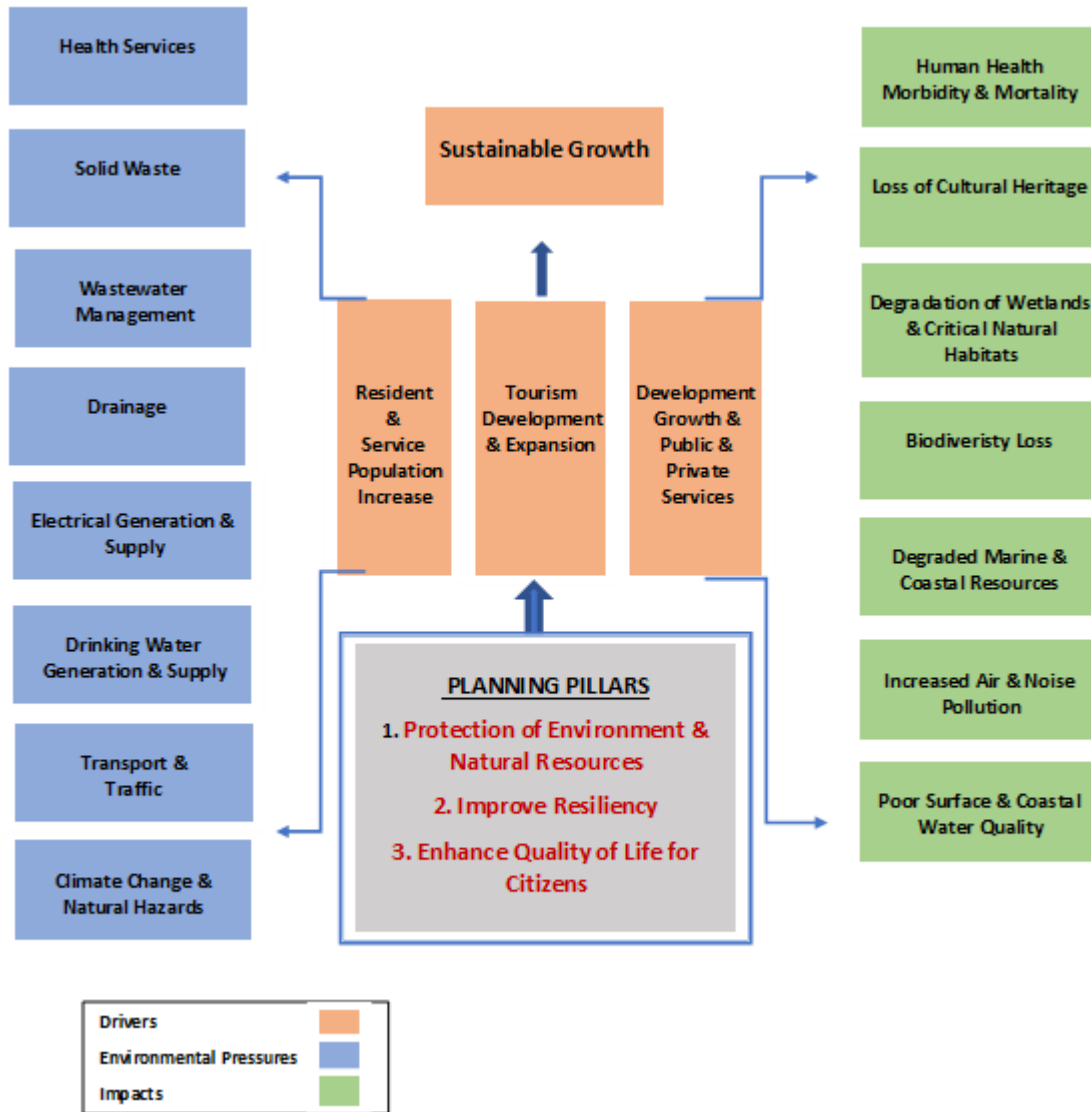 Health Services
Solid Waste
Wastewater
Management
Drainage
Electrical Generation &
Supply
Drinking Water
Generation & Supply
Transport &
Traffic
Climate Change &
Natural Hazards
Sustainable Growth
Resident
&
Service
Population
Increase
Tourism
Development
& Expansion
Development
Growth &
Public &
Private
Services
PLANNING PILLARS
1. Protection of Environment &
Natural Resources
2. Improve Resiliency
3. Enhance Quality of Life for
Citizens
Human Health
Morbidity & Mortality
Loss of Cultural Heritage
Degradation of Wetlands
& Critical Natural
Habitats
Biodiveristy Loss
Degraded Marine &
Coastal Resources
Increased Air & Noise
Pollution
Poor Surface & Coastal
Water Quality
Drivers
Environmental Pressures
Impacts